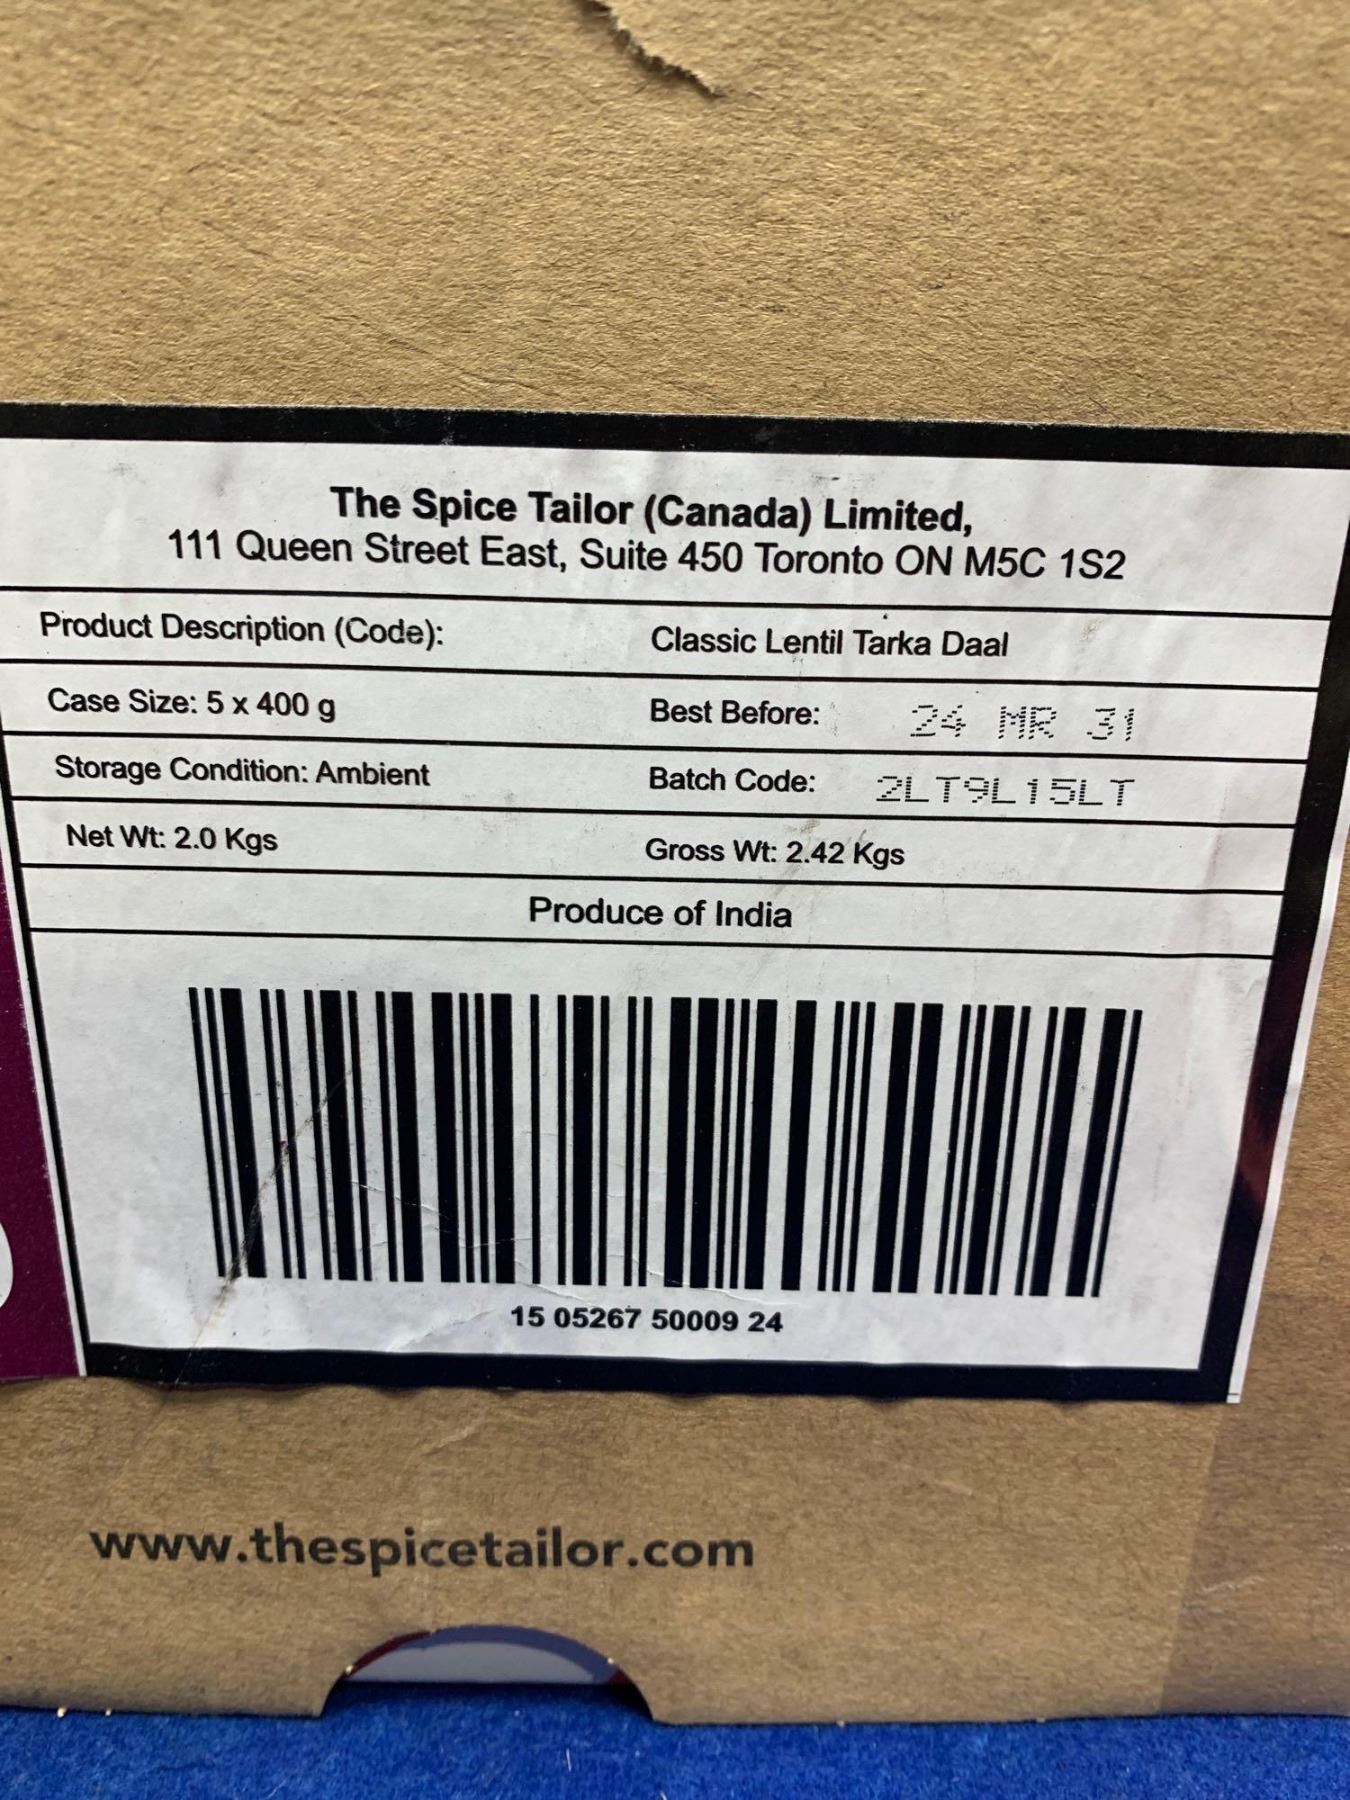 The Spice Tailor (Canada) Limited,
111 Queen Street East, Suite 450 Toronto ON M5C 1S2
Product Description (Code): Classic Lentil Tarka Daal
Case Size: 5 x 400 g Best Before: 24 MR 31
Storage Condition: Ambient Batch Code: 2LT9L15LT
Net Wt: 2.0 Kgs Gross Wt: 2.42 Kgs
Produce of India
15 05267 50009 24
www.thespicetailor.com